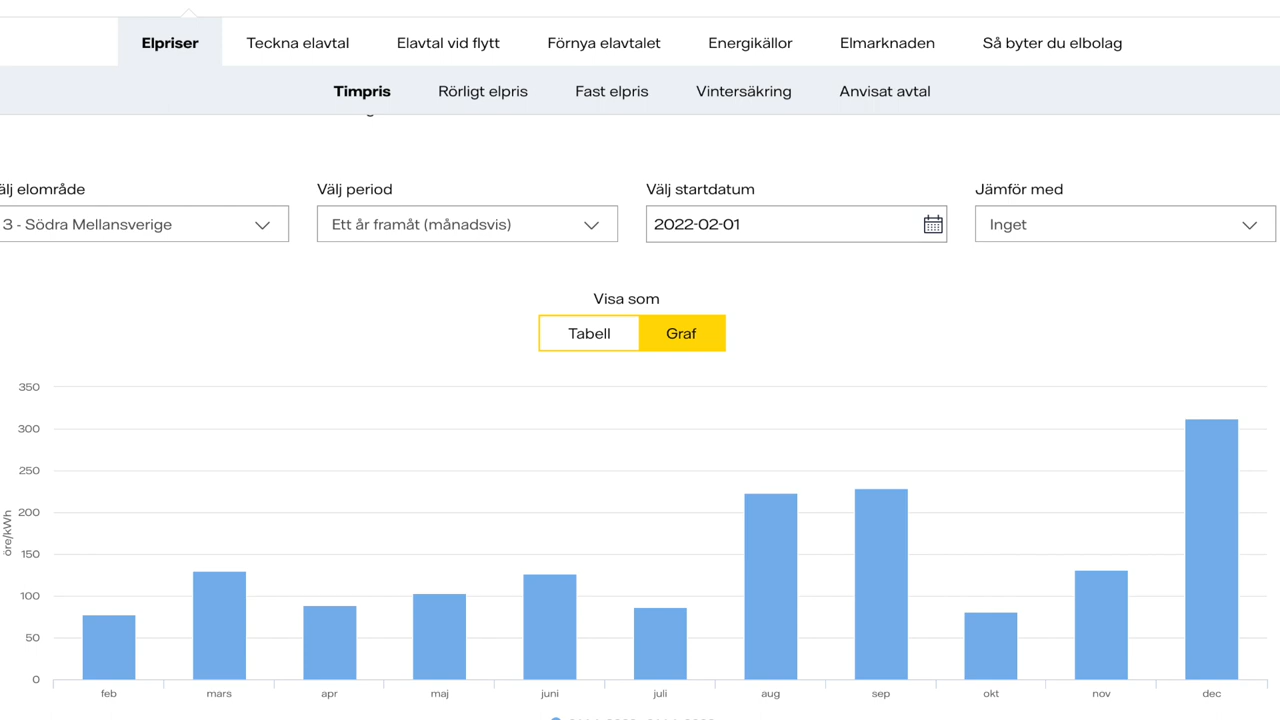 Elpriser Teckna elavtal Elavtal vid flytt Förnya elavtalet Energikällor Elmarknaden Så byter du elbolag
Timpris Rörligt elpris Fast elpris Vintersäkring Anvisat avtal
älj elområde Välj period Välj startdatum Jämför med
3 - Södra Mellansverige Ett år framåt (månadsvis) 2022-02-01 Inget
Visa som
Tabell Graf
350
300
250
200
150
100
50
0
öre/kWh
feb mars apr maj juni juli aug sep okt nov dec